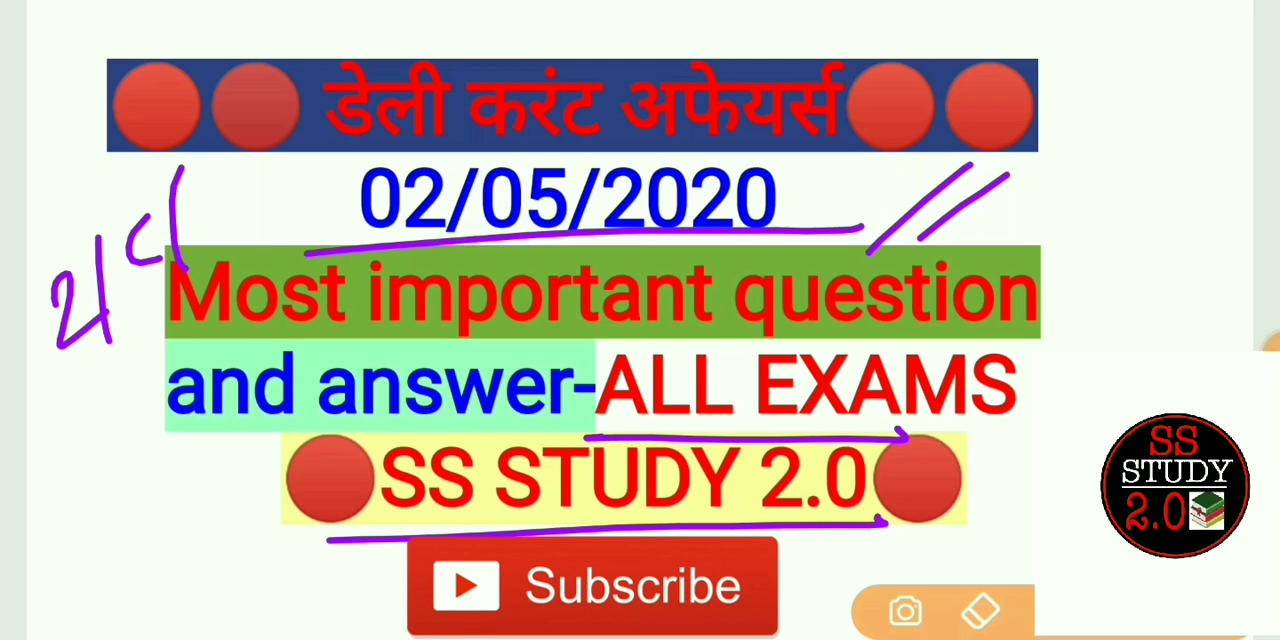 डेली करंट अफेयर्स
02/05/2020
Most important question
and answer-ALL EXAMS
SS STUDY 2.0
Subscribe
SS
STUDY
2.0